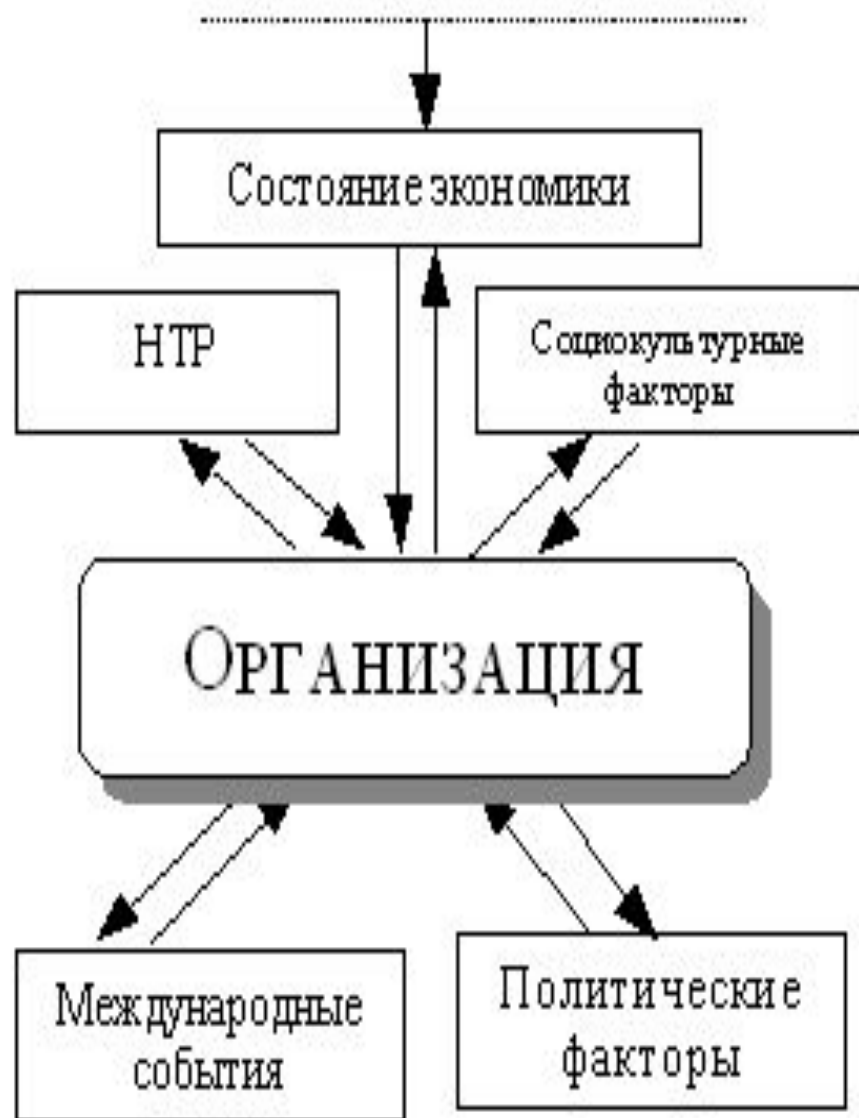 Состояние экономики
НТР
Социокультурные
факторы
ОРГАНИЗАЦИЯ
Международные
события
Политические
факторы